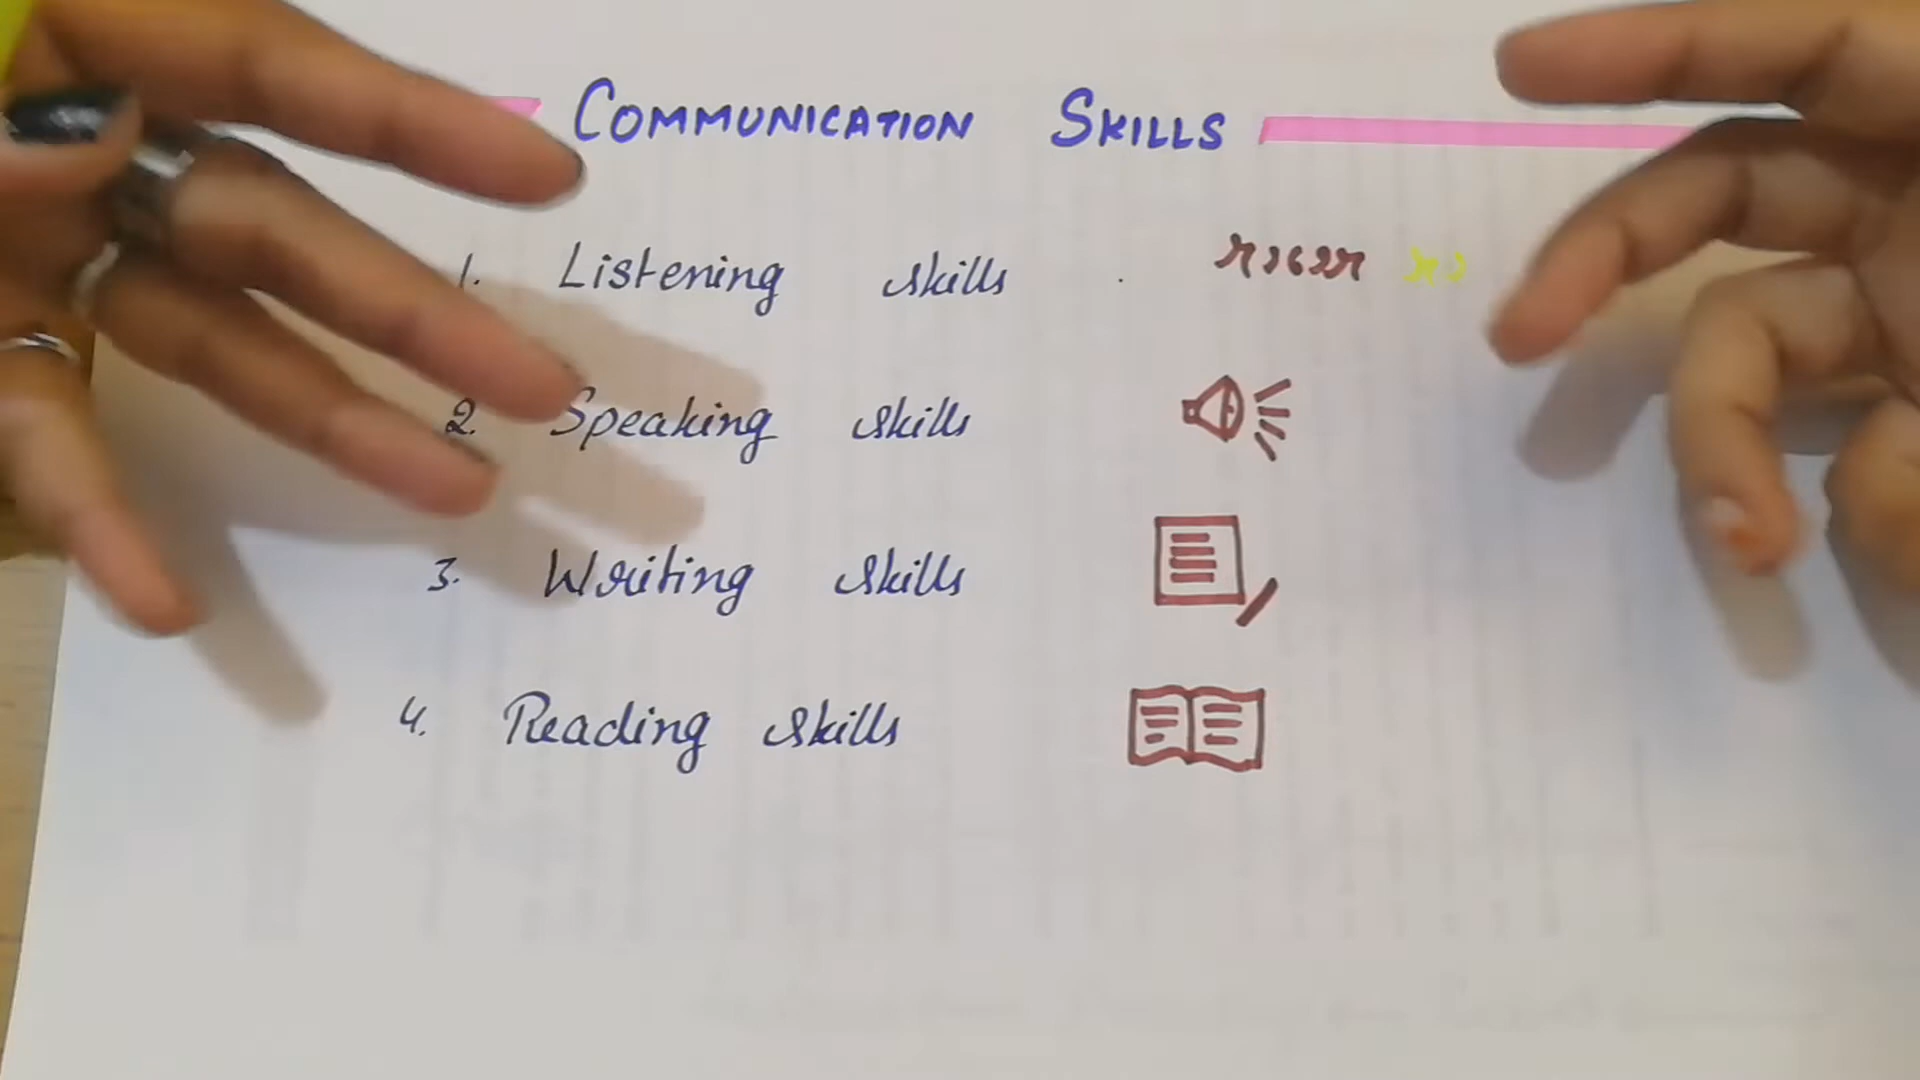 COMMUNICATION SKILLS
1. Listening skills
2. Speaking skills
3. Writing skills
4. Reading skills